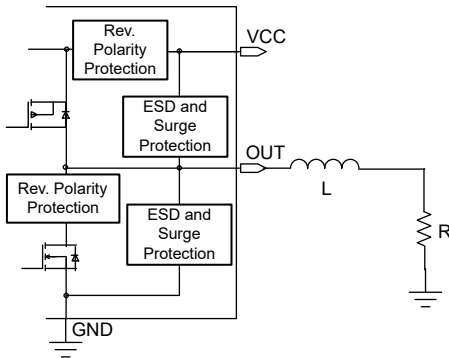 Rev.
Polarity
Protection
VCC
ESD and
Surge
Protection
OUT
L
Rev. Polarity
Protection
ESD and
Surge
Protection
R
GND